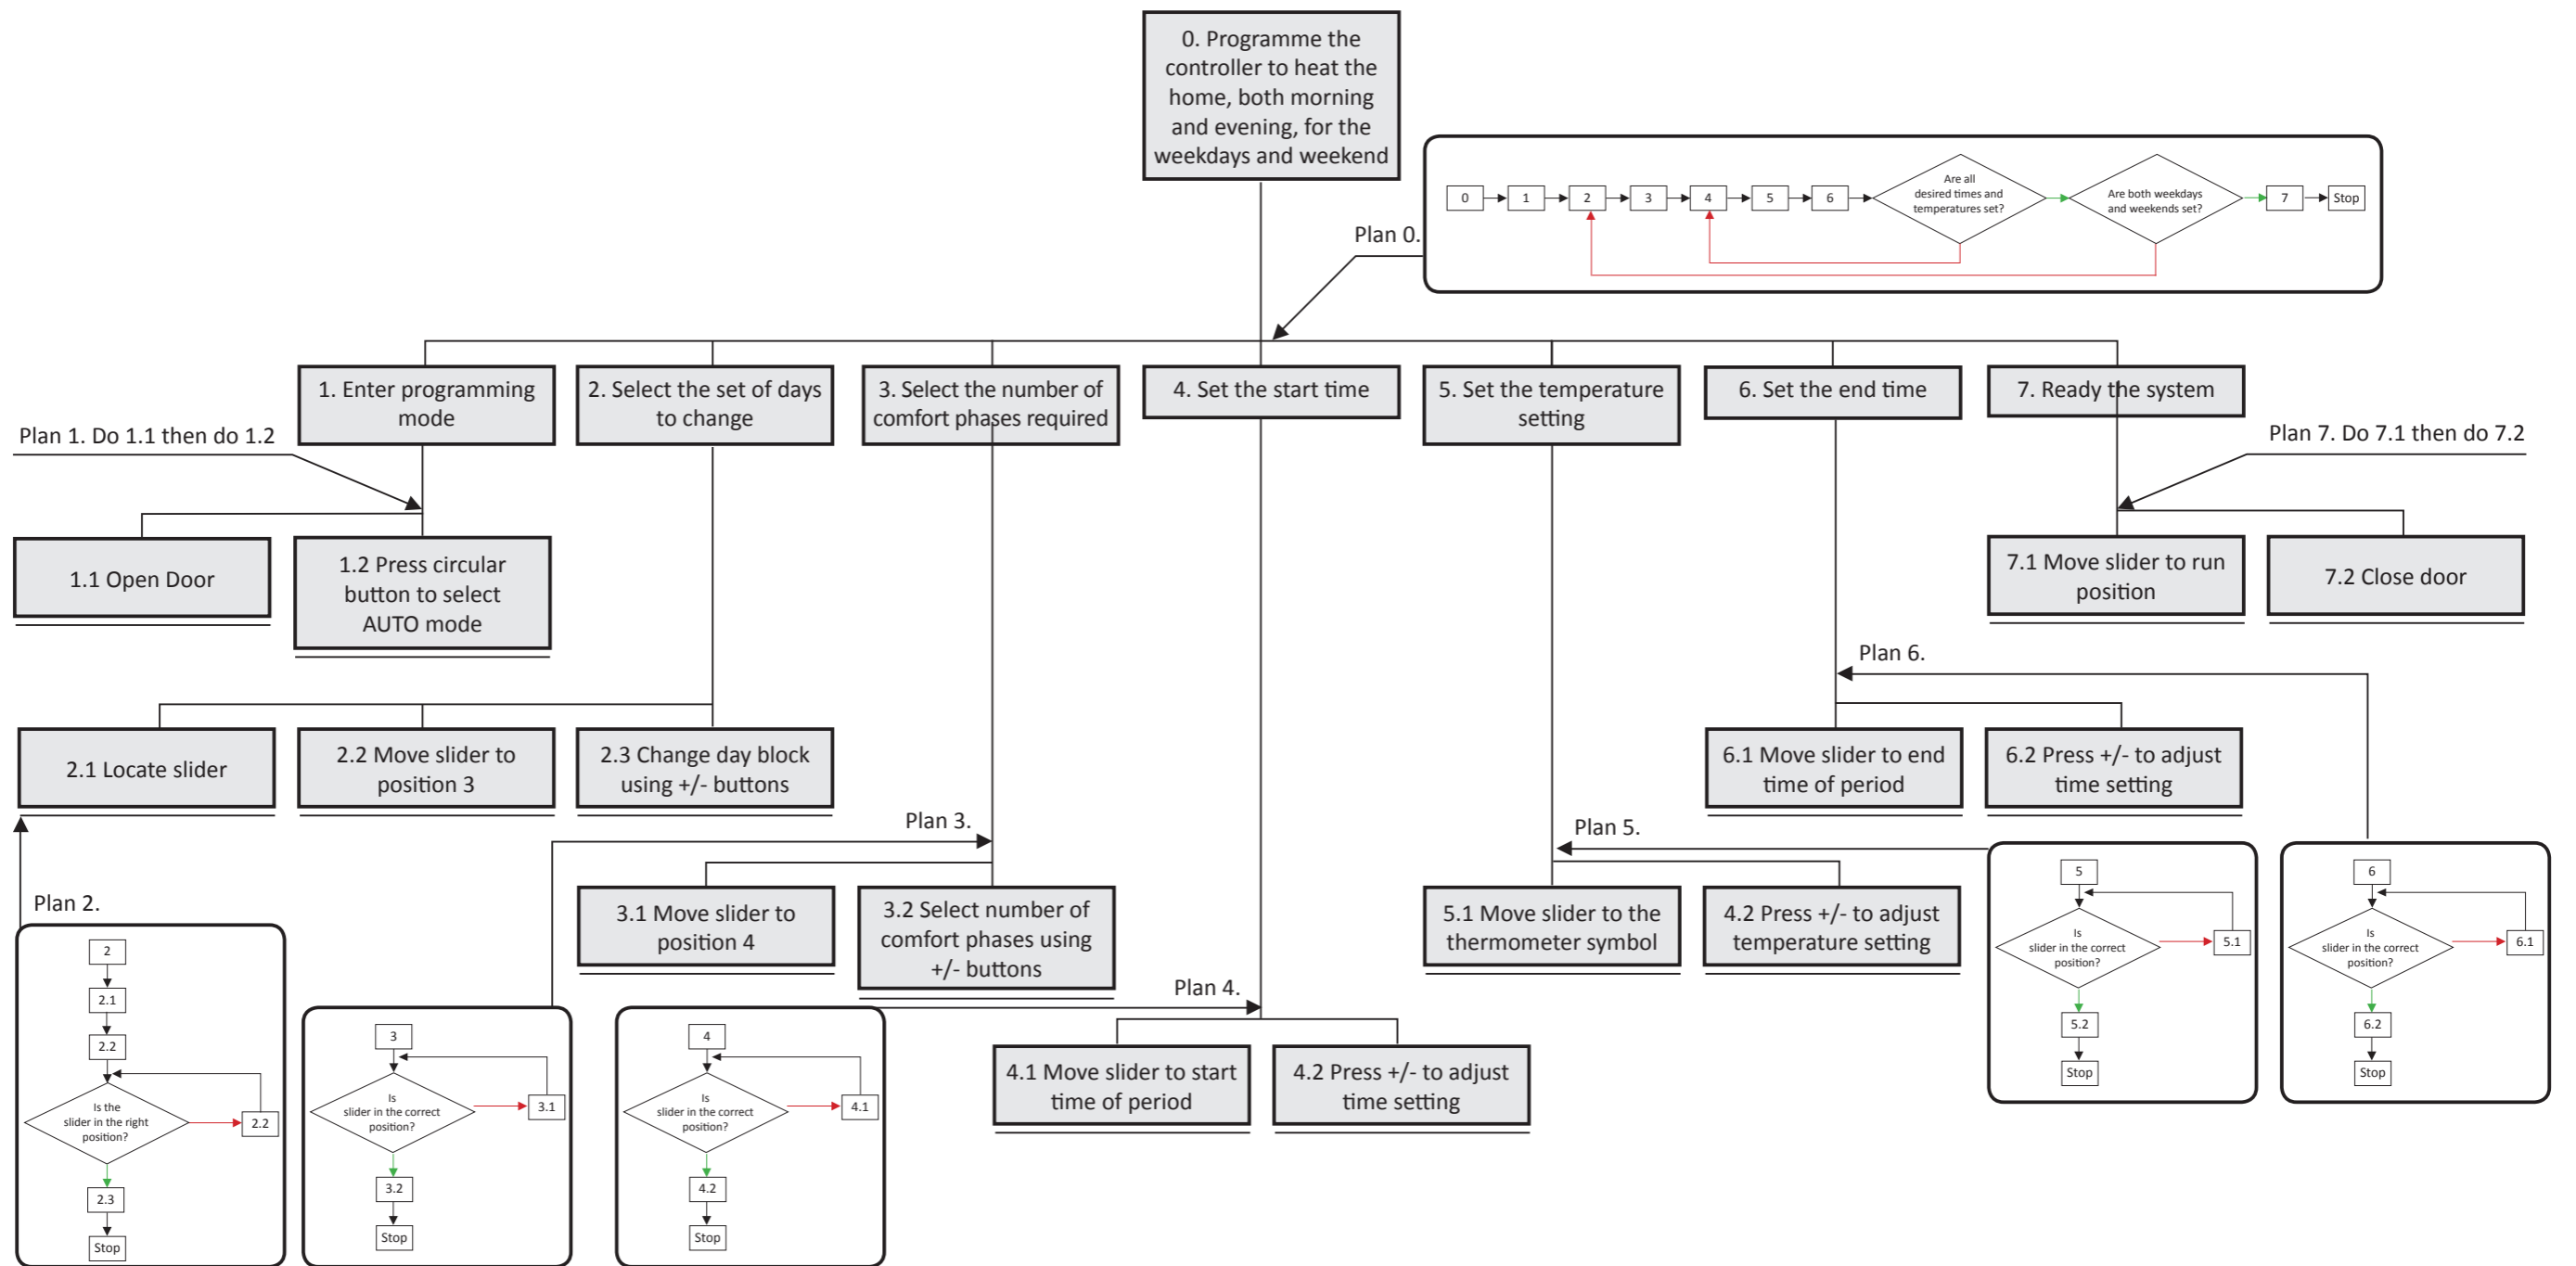 0. Programme the
controller to heat the
home, both morning
and evening, for the
weekdays and weekend
Plan 0.
0
1
2
3
4
5
6
Are all
desired times and
temperatures set?
Are both weekdays
and weekends set?
7
Stop
1. Enter programming
mode
2. Select the set of days
to change
3. Select the number of
comfort phases required
4. Set the start time
5. Set the temperature
setting
6. Set the end time
7. Ready the system
Plan 1. Do 1.1 then do 1.2
Plan 7. Do 7.1 then do 7.2
1.1 Open Door
1.2 Press circular
button to select
AUTO mode
7.1 Move slider to run
position
7.2 Close door
Plan 6.
2.1 Locate slider
2.2 Move slider to
position 3
2.3 Change day block
using +/- buttons
6.1 Move slider to end
time of period
6.2 Press +/- to adjust
time setting
Plan 3.
Plan 5.
3.1 Move slider to
position 4
3.2 Select number of
comfort phases using
+/- buttons
5.1 Move slider to the
thermometer symbol
4.2 Press +/- to adjust
temperature setting
5
Is
slider in the correct
position?
5.1
5.2
Stop
6
Is
slider in the correct
position?
6.1
6.2
Stop
Plan 2.
2
2.1
2.2
Is the
slider in the right
position?
2.2
2.3
Stop
3
Is
slider in the correct
position?
3.1
3.2
Stop
Plan 4.
4
Is
slider in the correct
position?
4.1
4.2
Stop
4.1 Move slider to start
time of period
4.2 Press +/- to adjust
time setting